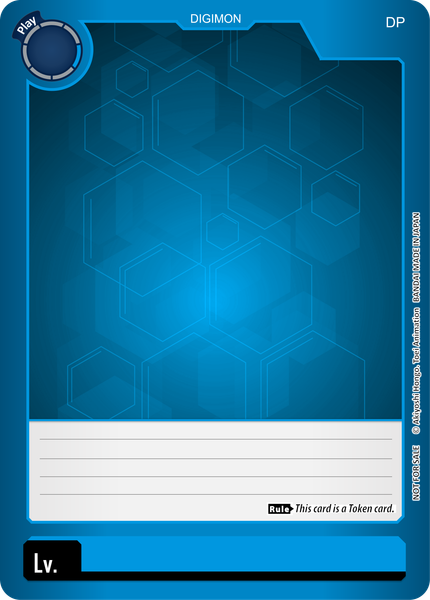 Play
DIGIMON
DP
NOT FOR SALE © Akiyoshi Hongo, Toei Animation BANDAI MADE IN JAPAN
Rule This card is a Token card.
Lv.